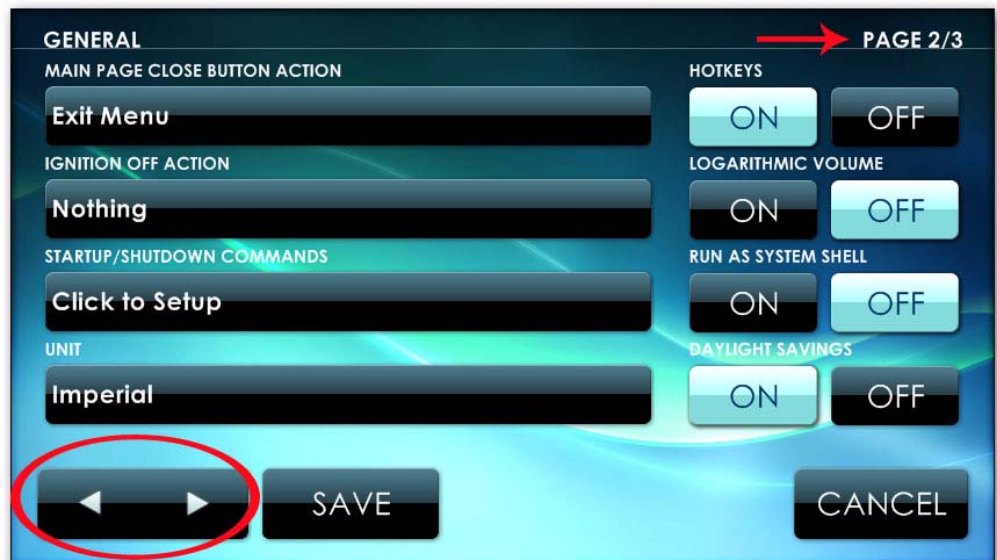 GENERAL
PAGE 2/3
MAIN PAGE CLOSE BUTTON ACTION
HOTKEYS
Exit Menu
ON
OFF
IGNITION OFF ACTION
LOGARITHMIC VOLUME
Nothing
ON
OFF
STARTUP/SHUTDOWN COMMANDS
RUN AS SYSTEM SHELL
Click to Setup
ON
OFF
UNIT
DAYLIGHT SAVINGS
Imperial
ON
OFF
SAVE
CANCEL